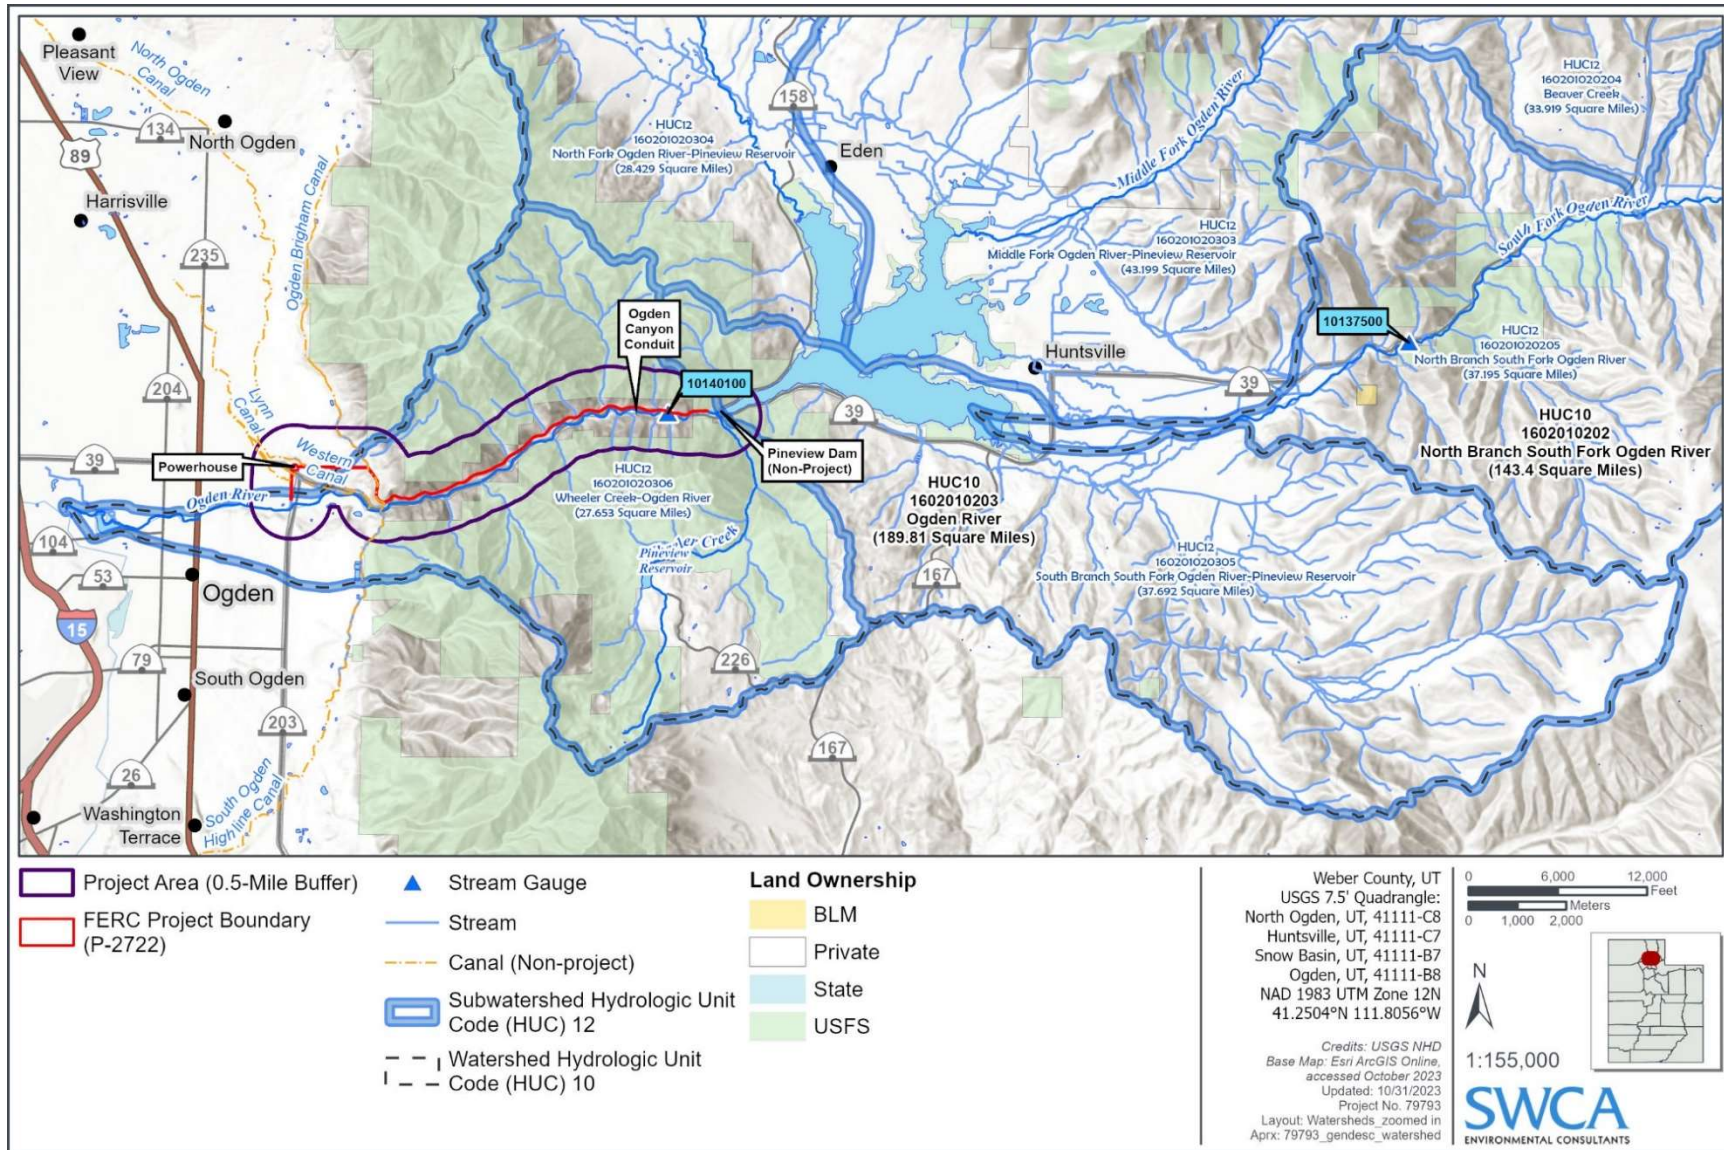 Pleasant
View
North Ogden
Canal
134
89
North Ogden
Harrisville
Ogden Brigham Canal
235
204
Lynn
Canal
39
Powerhouse
Western
Canal
Ogden River
104
53
Ogden
15
79
South Ogden
203
26
South Ogden
Highline Canal
Washington
Terrace
HUC12
160201020304
North Fork Ogden River-Pineview Reservoir
(28.429 Square Miles)
158
Eden
Ogden
Canyon
Conduit
10140100
Pineview Dam
(Non-Project)
39
HUC12
160201020306
Wheeler Creek-Ogden River
(27.653 Square Miles)
Creek
Pineview
Reservoir
226
167
Middle Fork Ogden River
HUC12
160201020303
Middle Fork Ogden River-Pineview Reservoir
(43.199 Square Miles)
HUC12
160201020204
Beaver Creek
(33.919 Square Miles)
South Fork Ogden River
10137500
HUC12
160201020205
North Branch South Fork Ogden River
(37.195 Square Miles)
Huntsville
39
HUC10
1602010202
North Branch South Fork Ogden River
(143.4 Square Miles)
HUC10
1602010203
Ogden River
(189.81 Square Miles)
HUC12
160201020305
South Branch South Fork Ogden River-Pineview Reservoir
(37.692 Square Miles)
167
Project Area (0.5-Mile Buffer)
FERC Project Boundary
(P-2722)
Stream Gauge
Stream
Canal (Non-project)
Subwatershed Hydrologic Unit
Code (HUC) 12
Watershed Hydrologic Unit
Code (HUC) 10
Land Ownership
BLM
Private
State
USFS
Weber County, UT
USGS 7.5' Quadrangle:
North Ogden, UT, 41111-C8
Huntsville, UT, 41111-C7
Snow Basin, UT, 41111-B7
Ogden, UT, 41111-B8
NAD 1983 UTM Zone 12N
41.2504°N 111.8056°W
Credits: USGS NHD
Base Map: Esri ArcGIS Online,
accessed October 2023
Updated: 10/31/2023
Project No. 79793
Layout: Watersheds_zoomed in
Aprx: 79793_gendesc_watershed
0 6,000 12,000
Feet
Meters
0 1,000 2,000
N
1:155,000
SWCA
ENVIRONMENTAL CONSULTANTS